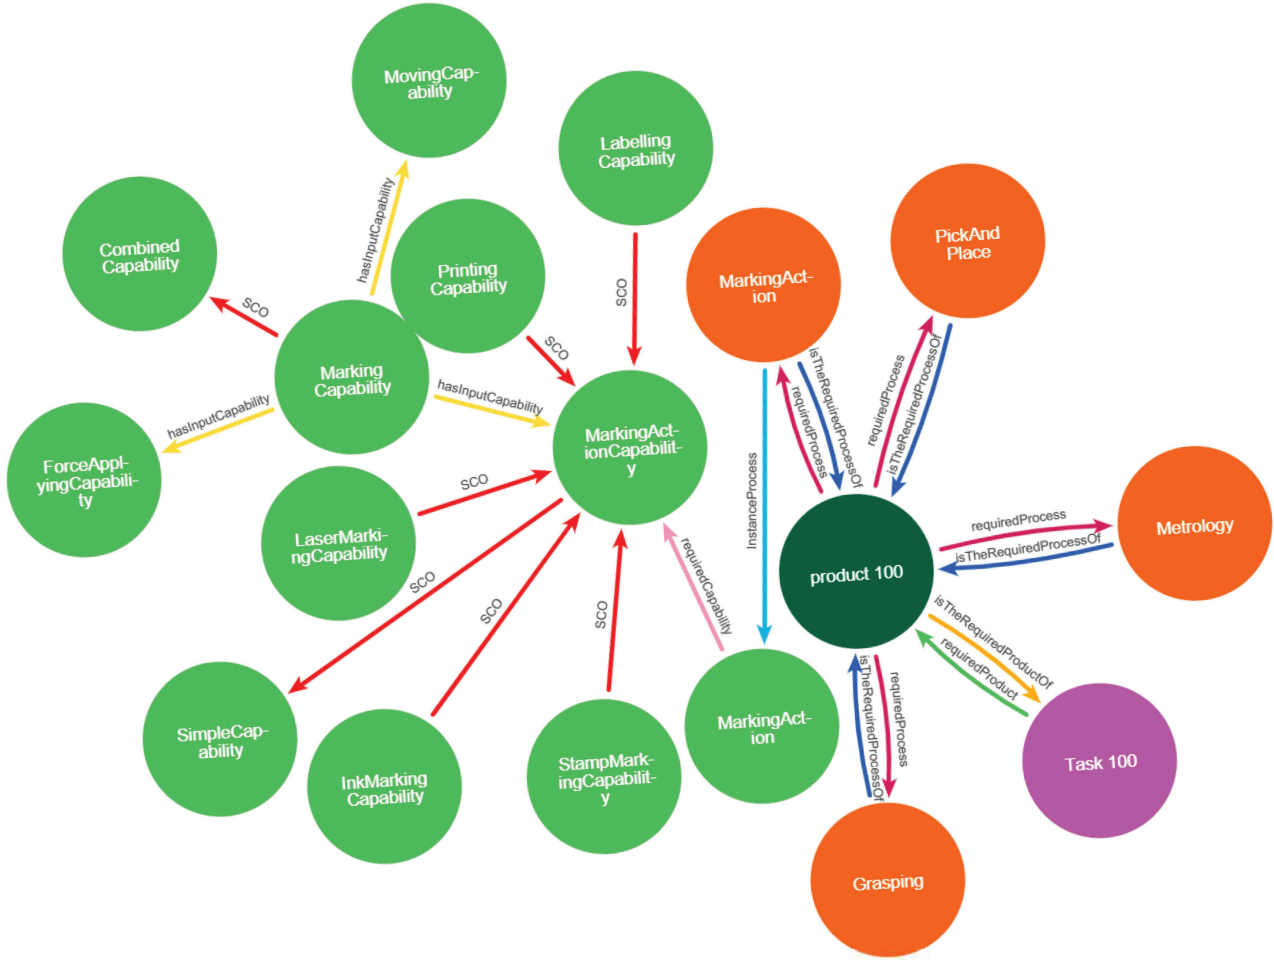 MovingCap-
ability
Labelling
Capability
hasInputCapability
Combined
Capability
Printing
Capability
PickAnd
Place
MarkingAct-
ion
SCO
SCO
SCO
Marking
Capability
hasInputCapability
hasInputCapability
isTheRequiredProcessOf
requiredProcess
requiredProcess
isTheRequiredProcessOf
ForceAppl-
yingCapabili-
ty
MarkingAct-
ionCapabilit-
y
InstanceProcess
LaserMarki-
ngCapability
SCO
SCO
SCO
SCO
requiredCapability
product 100
requiredProcess
isTheRequiredProcessOf
Metrology
isTheRequiredProductOf
requiredProduct
isTheRequiredProcessOf
requiredProcess
SimpleCap-
ability
InkMarking
Capability
StampMark-
ingCapabilit-
y
MarkingAct-
ion
Task 100
Grasping